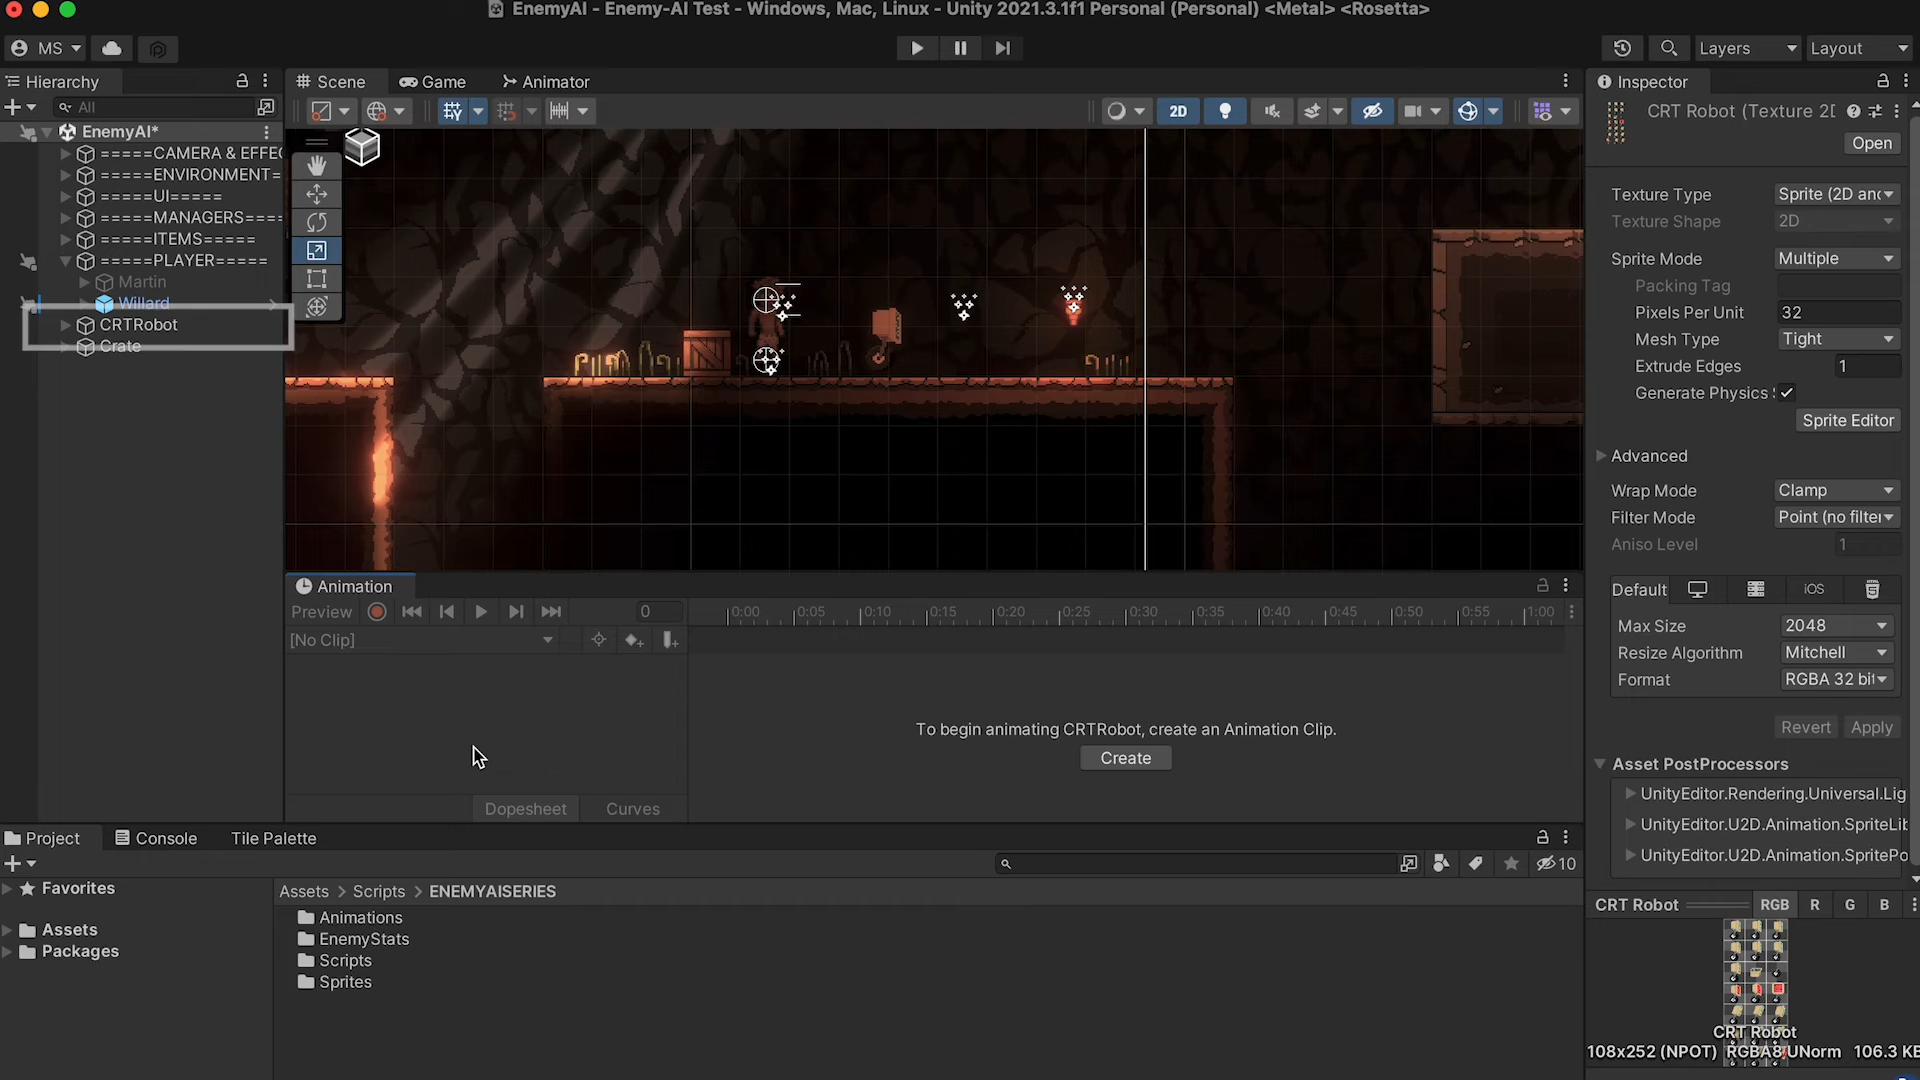 EnemyAI - Enemy-AI Test - Windows, Mac, Linux - Unity 2021.3.1f1 Personal (Personal) <Metal> <Rosetta>
MS
Layers
Layout
Hierarchy
Scene
Game
Animator
Inspector
All
2D
CRT Robot (Texture 2D
Open
EnemyAI*
=====CAMERA & EFFEC
=====ENVIRONMENT=
=====UI=====
=====MANAGERS====
=====ITEMS=====
=====PLAYER=====
Martin
Willard
CRTRobot
Crate
Texture Type
Sprite (2D and
Texture Shape
2D
Sprite Mode
Multiple
Packing Tag
Pixels Per Unit
32
Mesh Type
Tight
Extrude Edges
1
Generate Physics S
Sprite Editor
Advanced
Wrap Mode
Clamp
Filter Mode
Point (no filter
Aniso Level
1
Default
iOS
Max Size
2048
Resize Algorithm
Mitchell
Format
RGBA 32 bit
Revert
Apply
Animation
Preview
0
0:00 0:05 0:10 0:15 0:20 0:25 0:30 0:35 0:40 0:45 0:50 0:55 1:00
[No Clip]
To begin animating CRTRobot, create an Animation Clip.
Create
Dopesheet
Curves
Asset PostProcessors
UnityEditor.Rendering.Universal.Lig
UnityEditor.U2D.Animation.SpriteLib
UnityEditor.U2D.Animation.SpritePo
Project
Console
Tile Palette
10
Favorites
Assets
Packages
Assets > Scripts > ENEMYAISERIES
Animations
EnemyStats
Scripts
Sprites
CRT Robot
RGB
R
G
B
CRT Robot
108x252 (NPOT) RGBA8 UNorm 106.3 KB